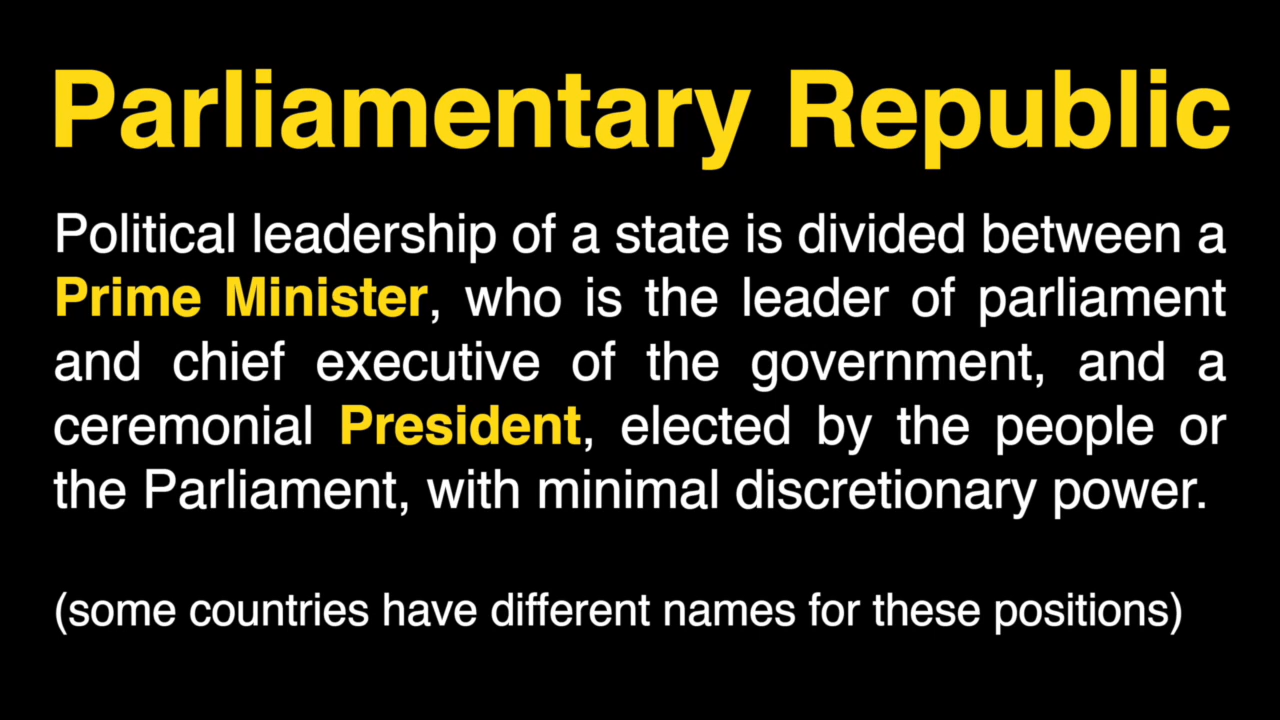 Parliamentary Republic
Political leadership of a state is divided between a
Prime Minister, who is the leader of parliament
and chief executive of the government, and a
ceremonial President, elected by the people or
the Parliament, with minimal discretionary power.
(some countries have different names for these positions)